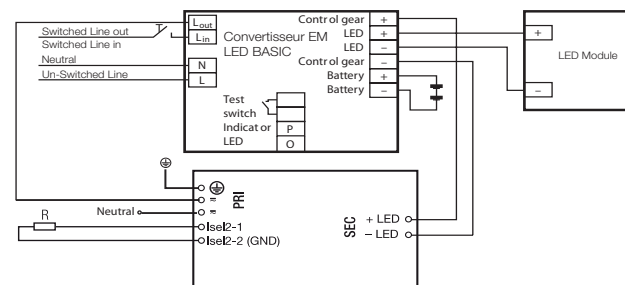 Switched Line out
Switched Line in
Neutral
Un-Switched Line
Lout
Lin
N
L
Convertisseur EM
LED BASIC
Control gear +
LED +
LED –
Control gear –
Battery +
Battery –
Test
switch
Indicator
LED
P
O
+
–
LED Module
Neutral
R
PRI
Isel2-1
Isel2-2 (GND)
SEC
+ LED
– LED